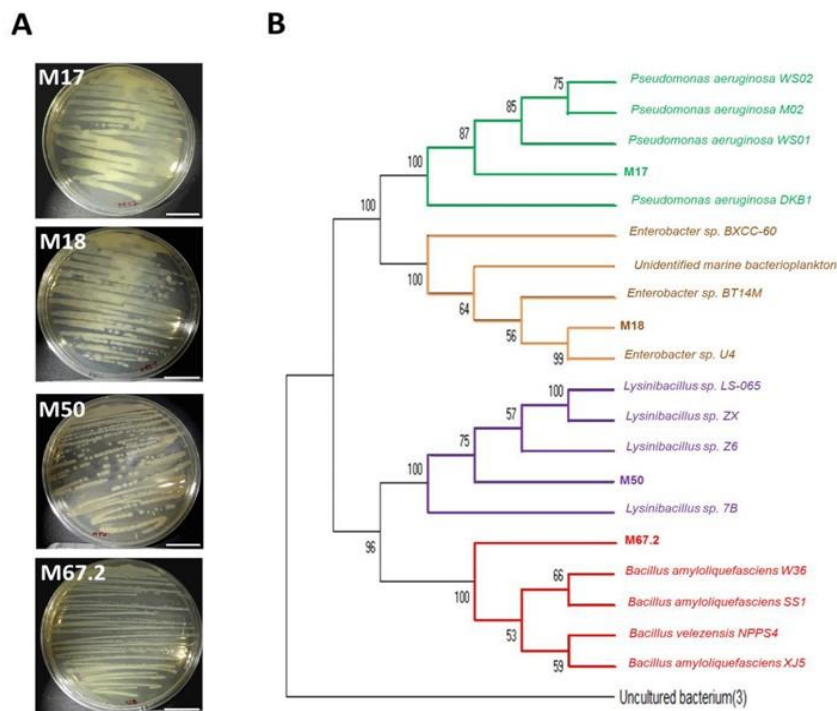 A
B
M17
M18
M50
M67.2
75
Pseudomonas aeruginosa WS02
85
Pseudomonas aeruginosa M02
87
Pseudomonas aeruginosa WS01
100
M17
100
Pseudomonas aeruginosa DKB1
Enterobacter sp. BXCC-60
100
Unidentified marine bacterioplankton
64
Enterobacter sp. BT14M
56
M18
99
Enterobacter sp. U4
100
Lysinibacillus sp. LS-065
57
Lysinibacillus sp. ZX
75
Lysinibacillus sp. Z6
100
M50
Lysinibacillus sp. 7B
96
M67.2
66
Bacillus amyloliquefasciens W36
100
Bacillus amyloliquefasciens SS1
53
Bacillus velezensis NPPS4
59
Bacillus amyloliquefasciens XJ5
Uncultured bacterium(3)